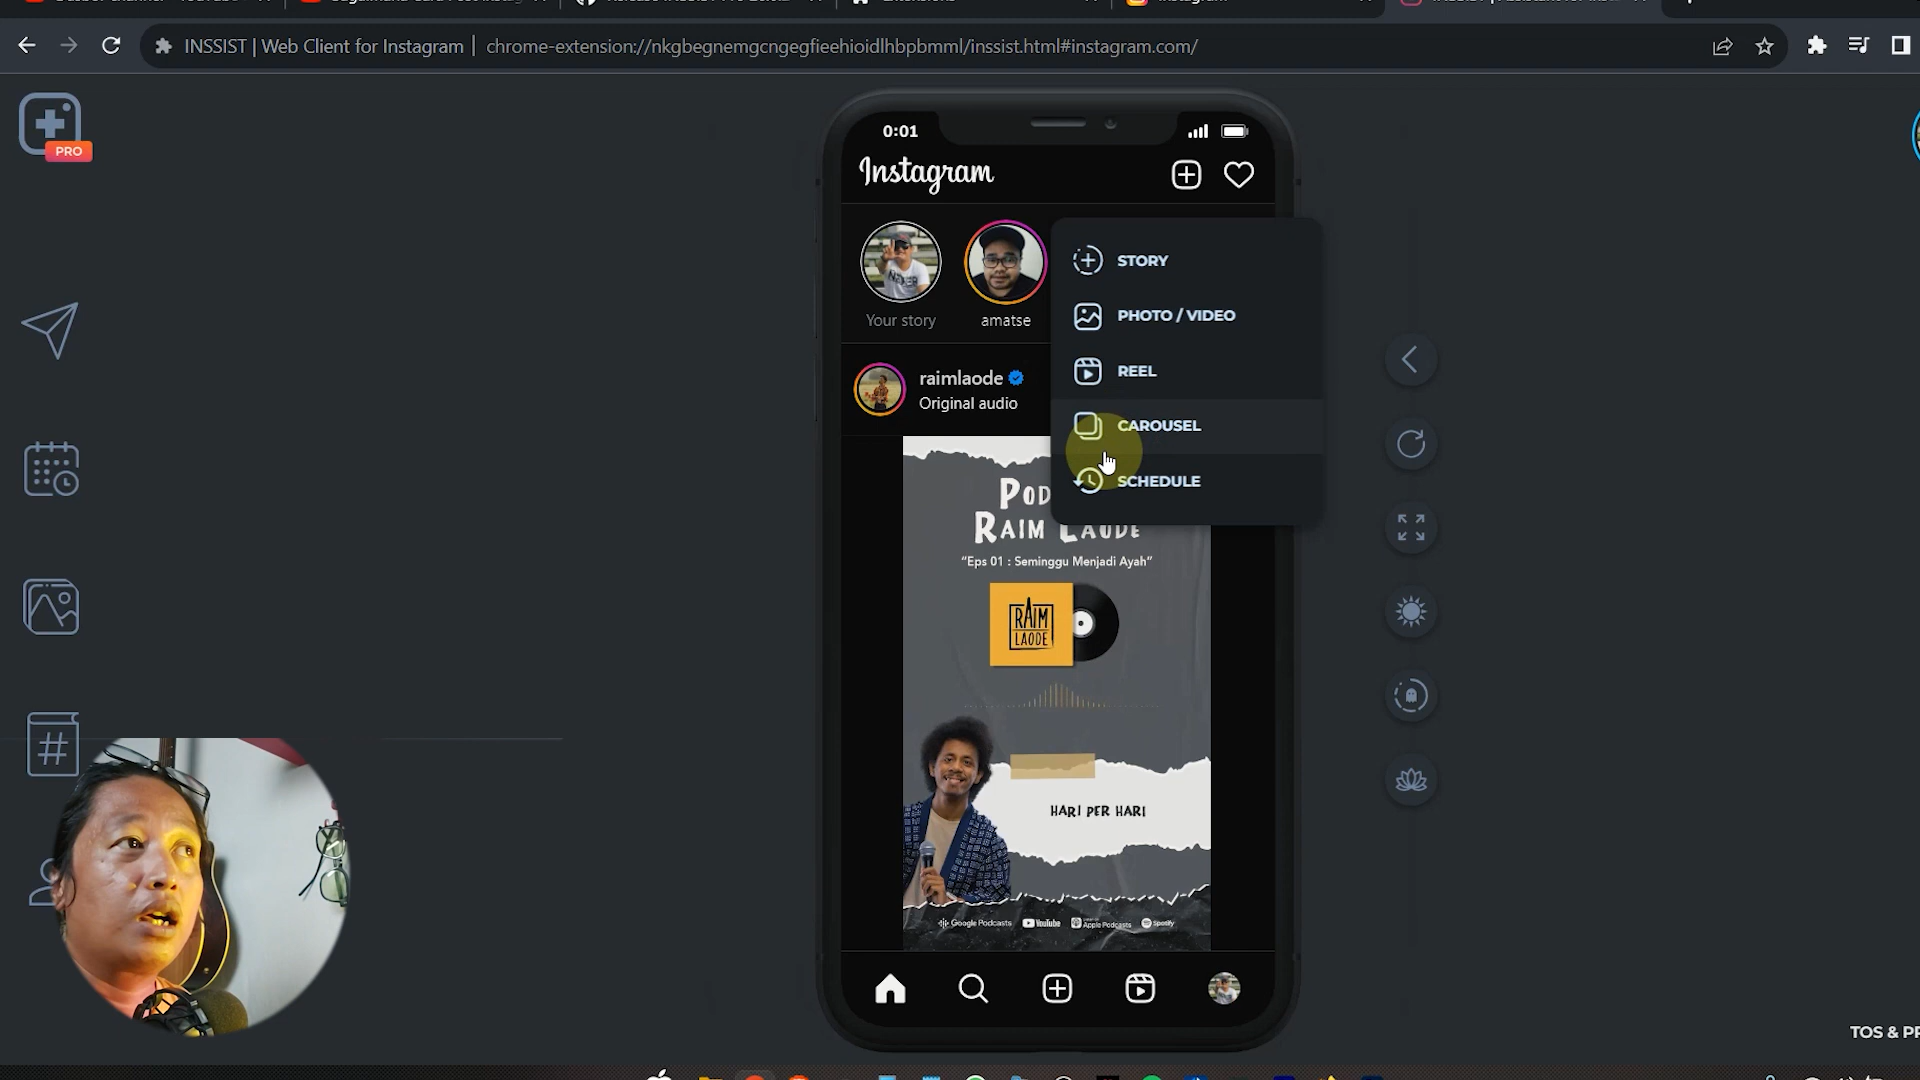 INSSIST | Web Client for Instagram | chrome-extension://nkgbegnemgcngegfieehioidlhbpbmml/inssist.html#instagram.com/
PRO
0:01
Instagram
Your story
amatse
STORY
PHOTO / VIDEO
REEL
CAROUSEL
SCHEDULE
raimlaode
Original audio
POD
RAIM LAODE
“Eps 01 : Seminggu Menjadi Ayah”
RAIM
LAODE
HARI PER HARI
Google Podcasts
YouTube
Apple Podcasts
Spotify
#
TOS & PR